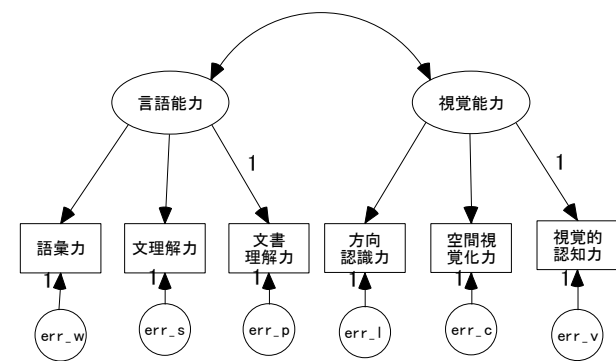 言語能力
視覚能力
1
1
語彙力
文理解力
文書
理解力
方向
認識力
空間視
覚化力
視覚的
認知力
1
1
1
1
1
1
err_w
err_s
err_p
err_l
err_c
err_v